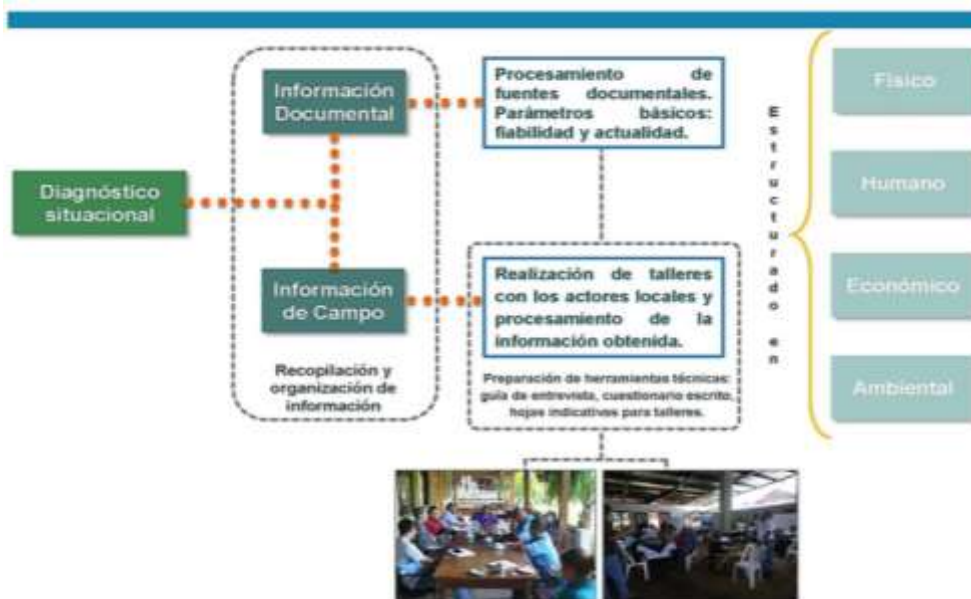 Diagnóstico
situacional
Información
Documental
Información
de Campo
Recopilación y
organización de
información
Procesamiento de
fuentes documentales.
Parámetros básicos:
fiabilidad y actualidad.
Realización de talleres
con los actores locales y
procesamiento de la
información obtenida.
Preparación de herramientas técnicas:
guía de entrevista, cuestionario escrito,
hojas indicativas para talleres.
Estructurado en
Físico
Humano
Económico
Ambiental